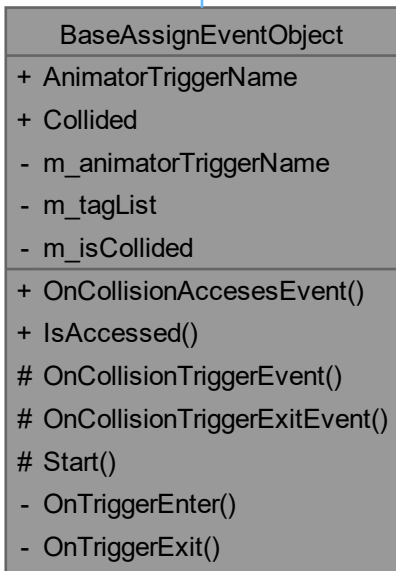 BaseAssignEventObject
+ AnimatorTriggerName
+ Collided
- m_animatorTriggerName
- m_tagList
- m_isCollided
+ OnCollisionAccesesEvent()
+ IsAccessed()
# OnCollisionTriggerEvent()
# OnCollisionTriggerExitEvent()
# Start()
- OnTriggerEnter()
- OnTriggerExit()